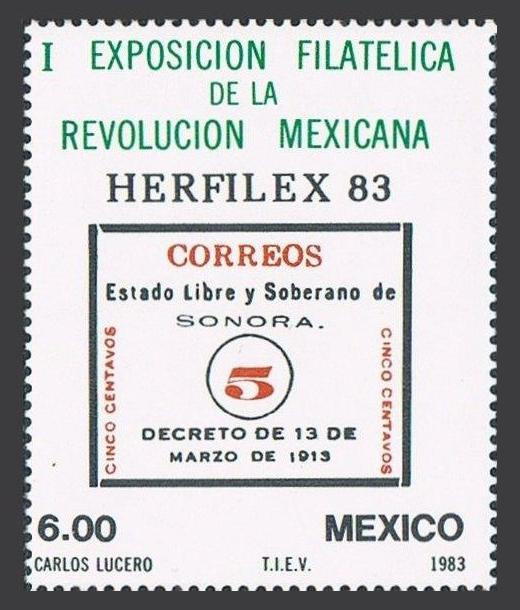 I EXPOSICION FILATELICA
DE LA
REVOLUCION MEXICANA
HERFILEX 83
CORREOS
Estado Libre y Soberano de
SONORA.
CINCO CENTAVOS
5
CINCO CENTAVOS
DECRETO DE 13 DE
MARZO DE 1913
6.00 MEXICO
CARLOS LUCERO T.I.E.V. 1983